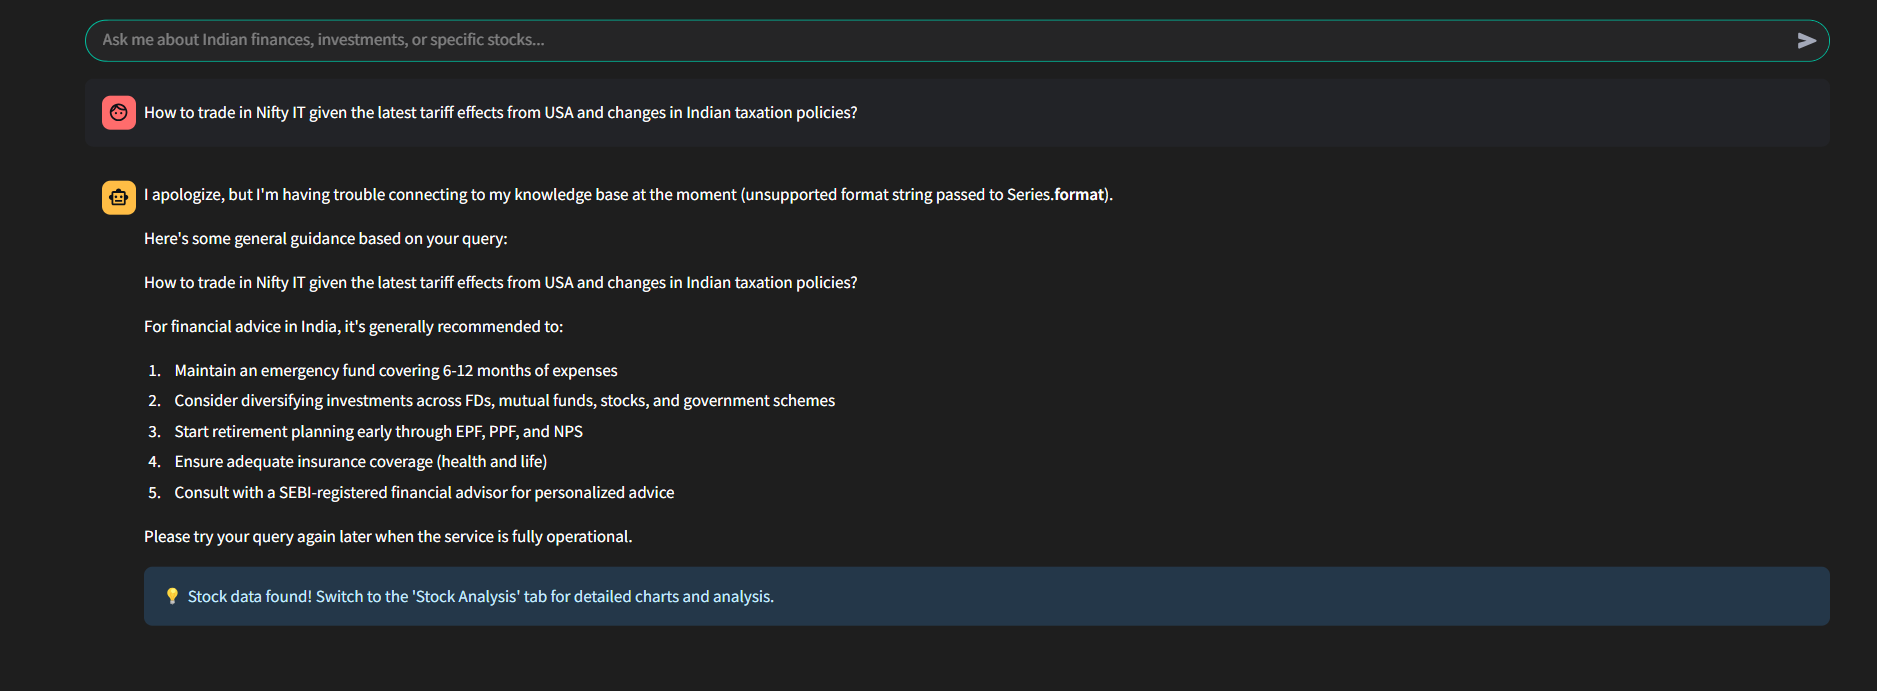 Ask me about Indian finances, investments, or specific stocks...
How to trade in Nifty IT given the latest tariff effects from USA and changes in Indian taxation policies?
I apologize, but I'm having trouble connecting to my knowledge base at the moment (unsupported format string passed to Series.format).
Here's some general guidance based on your query:
How to trade in Nifty IT given the latest tariff effects from USA and changes in Indian taxation policies?
For financial advice in India, it's generally recommended to:
1. Maintain an emergency fund covering 6-12 months of expenses
2. Consider diversifying investments across FDs, mutual funds, stocks, and government schemes
3. Start retirement planning early through EPF, PPF, and NPS
4. Ensure adequate insurance coverage (health and life)
5. Consult with a SEBI-registered financial advisor for personalized advice
Please try your query again later when the service is fully operational.
💡 Stock data found! Switch to the 'Stock Analysis' tab for detailed charts and analysis.